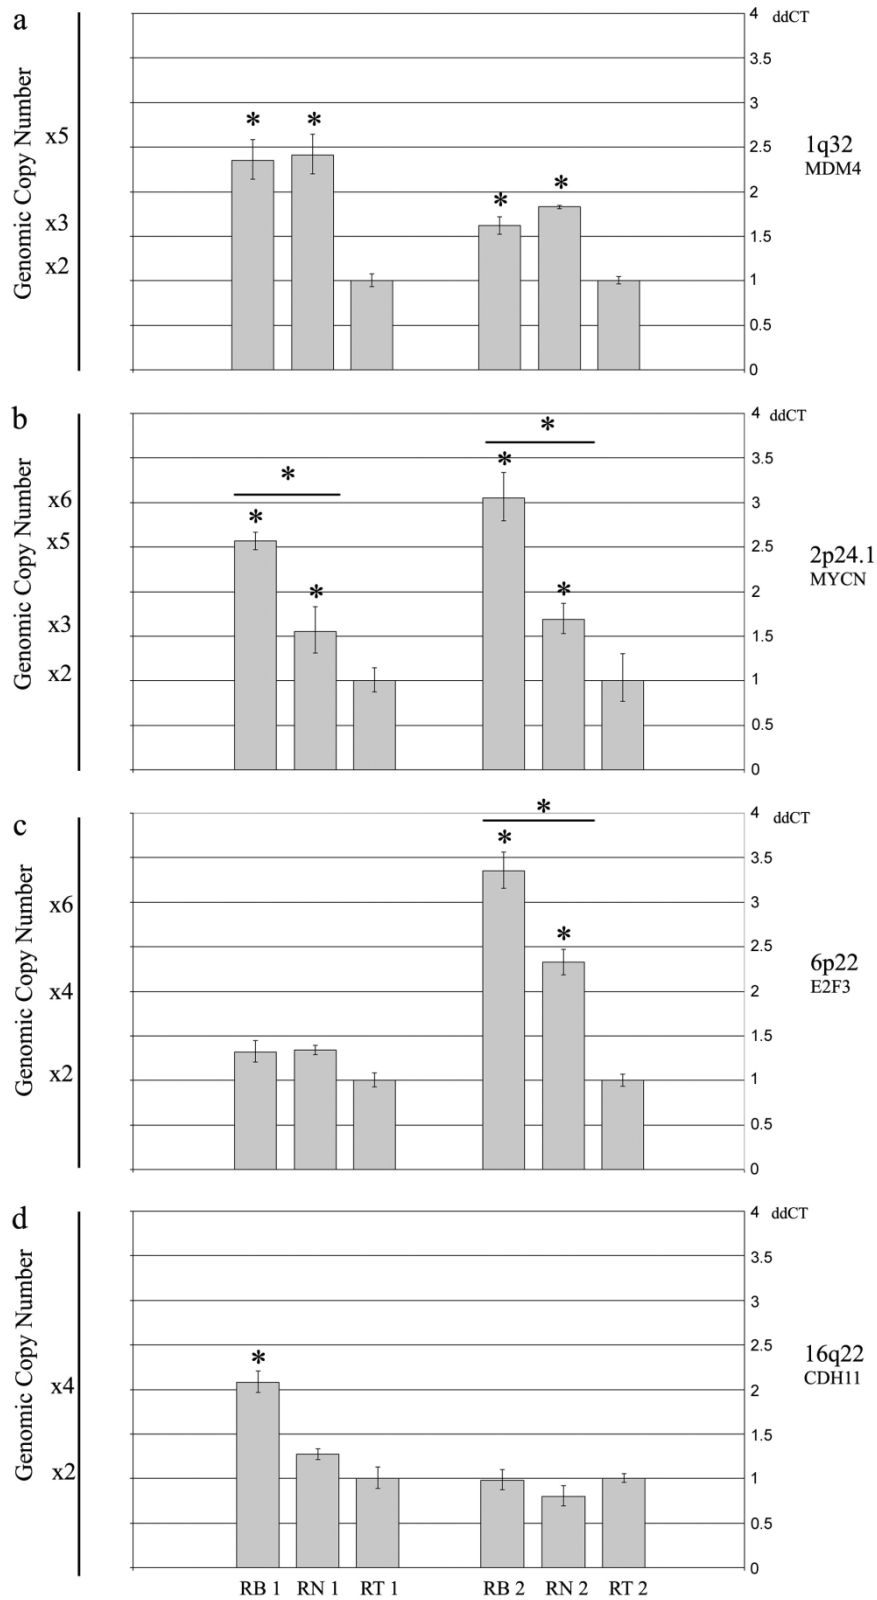 a
Genomic Copy Number
x5
x3
x2
*
*
*
*
4
ddCT
3.5
3
2.5
2
1.5
1
0.5
0
1q32
MDM4
b
Genomic Copy Number
x6
x5
x3
x2
*
*
*
*
*
*
4
ddCT
3.5
3
2.5
2
1.5
1
0.5
0
2p24.1
MYCN
c
Genomic Copy Number
x6
x4
x2
*
*
*
4
ddCT
3.5
3
2.5
2
1.5
1
0.5
0
6p22
E2F3
d
Genomic Copy Number
x4
x2
*
4
ddCT
3.5
3
2.5
2
1.5
1
0.5
0
16q22
CDH11
RB 1 RN 1 RT 1 RB 2 RN 2 RT 2